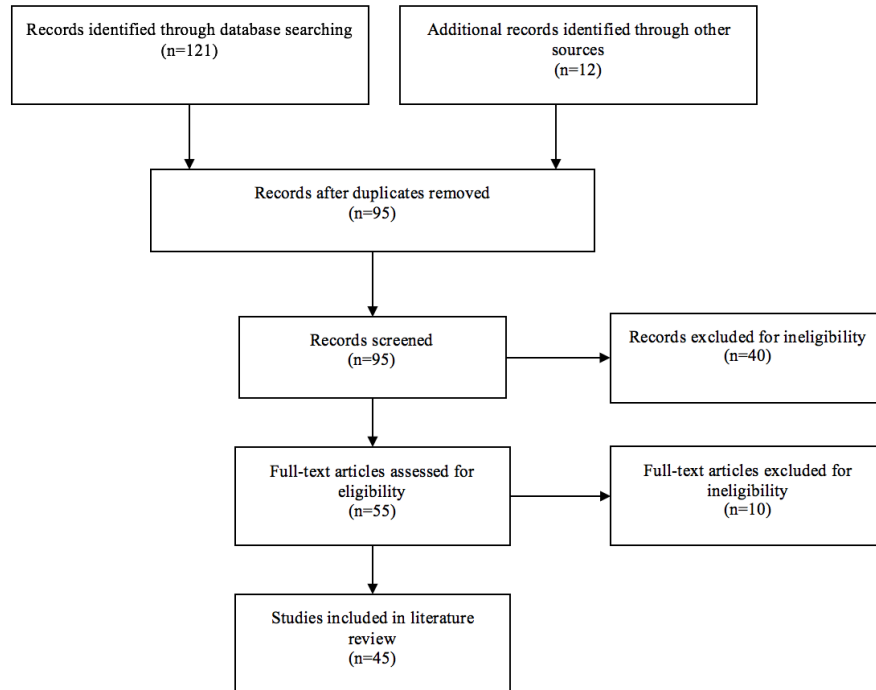 Records identified through database searching
(n=121)
Additional records identified through other
sources
(n=12)
Records after duplicates removed
(n=95)
Records screened
(n=95)
Records excluded for ineligibility
(n=40)
Full-text articles assessed for
eligibility
(n=55)
Full-text articles excluded for
ineligibility
(n=10)
Studies included in literature
review
(n=45)